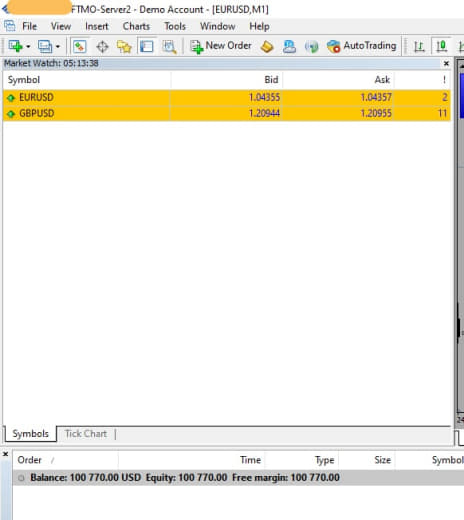 FTMO-Server2 - Demo Account - [EURUSD,M1]
File View Insert Charts Tools Window Help
New Order AutoTrading
Market Watch: 05:13:38
Symbol Bid Ask !
EURUSD 1.04355 1.04357 2
GBPUSD 1.20944 1.20955 11
Symbols Tick Chart
Order / Time Type Size Symbol
Balance: 100 770.00 USD Equity: 100 770.00 Free margin: 100 770.00